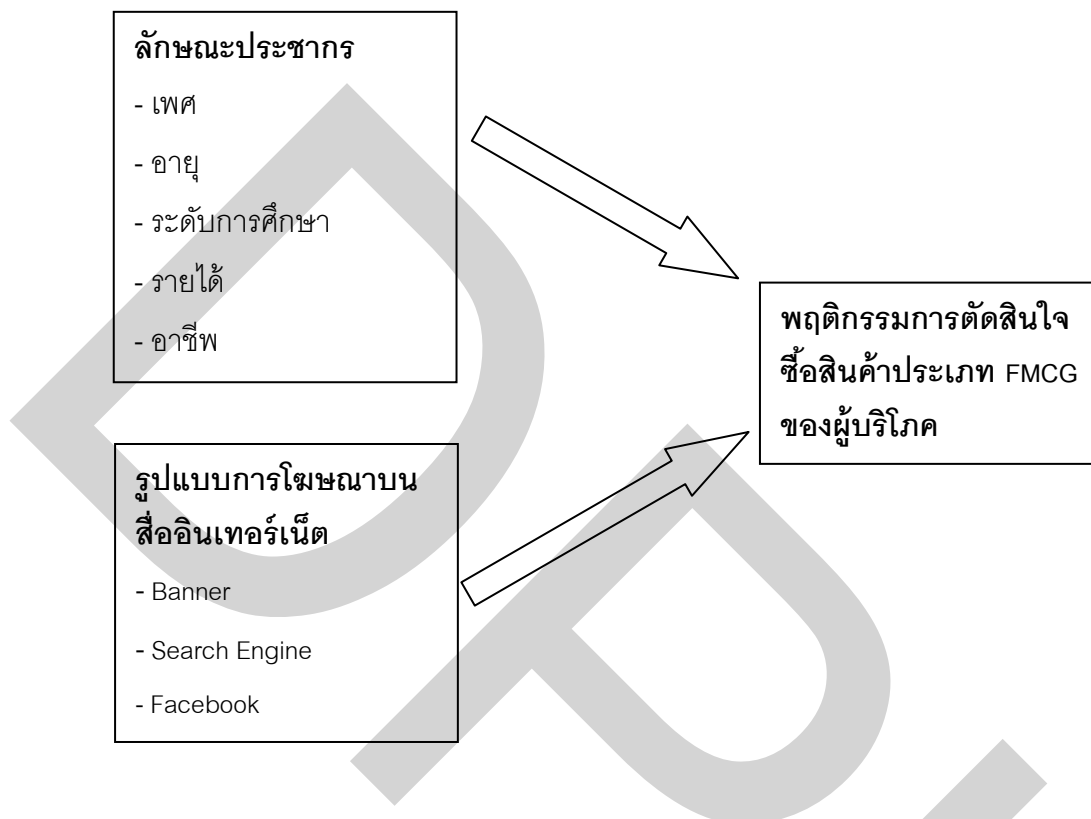 ลักษณะประชากร
- เพศ
- อายุ
- ระดับการศึกษา
- รายได้
- อาชีพ
รูปแบบการโฆษณาบน
สื่ออินเทอร์เน็ต
- Banner
- Search Engine
- Facebook
พฤติกรรมการตัดสินใจ
ซื้อสินค้าประเภท FMCG
ของผู้บริโภค